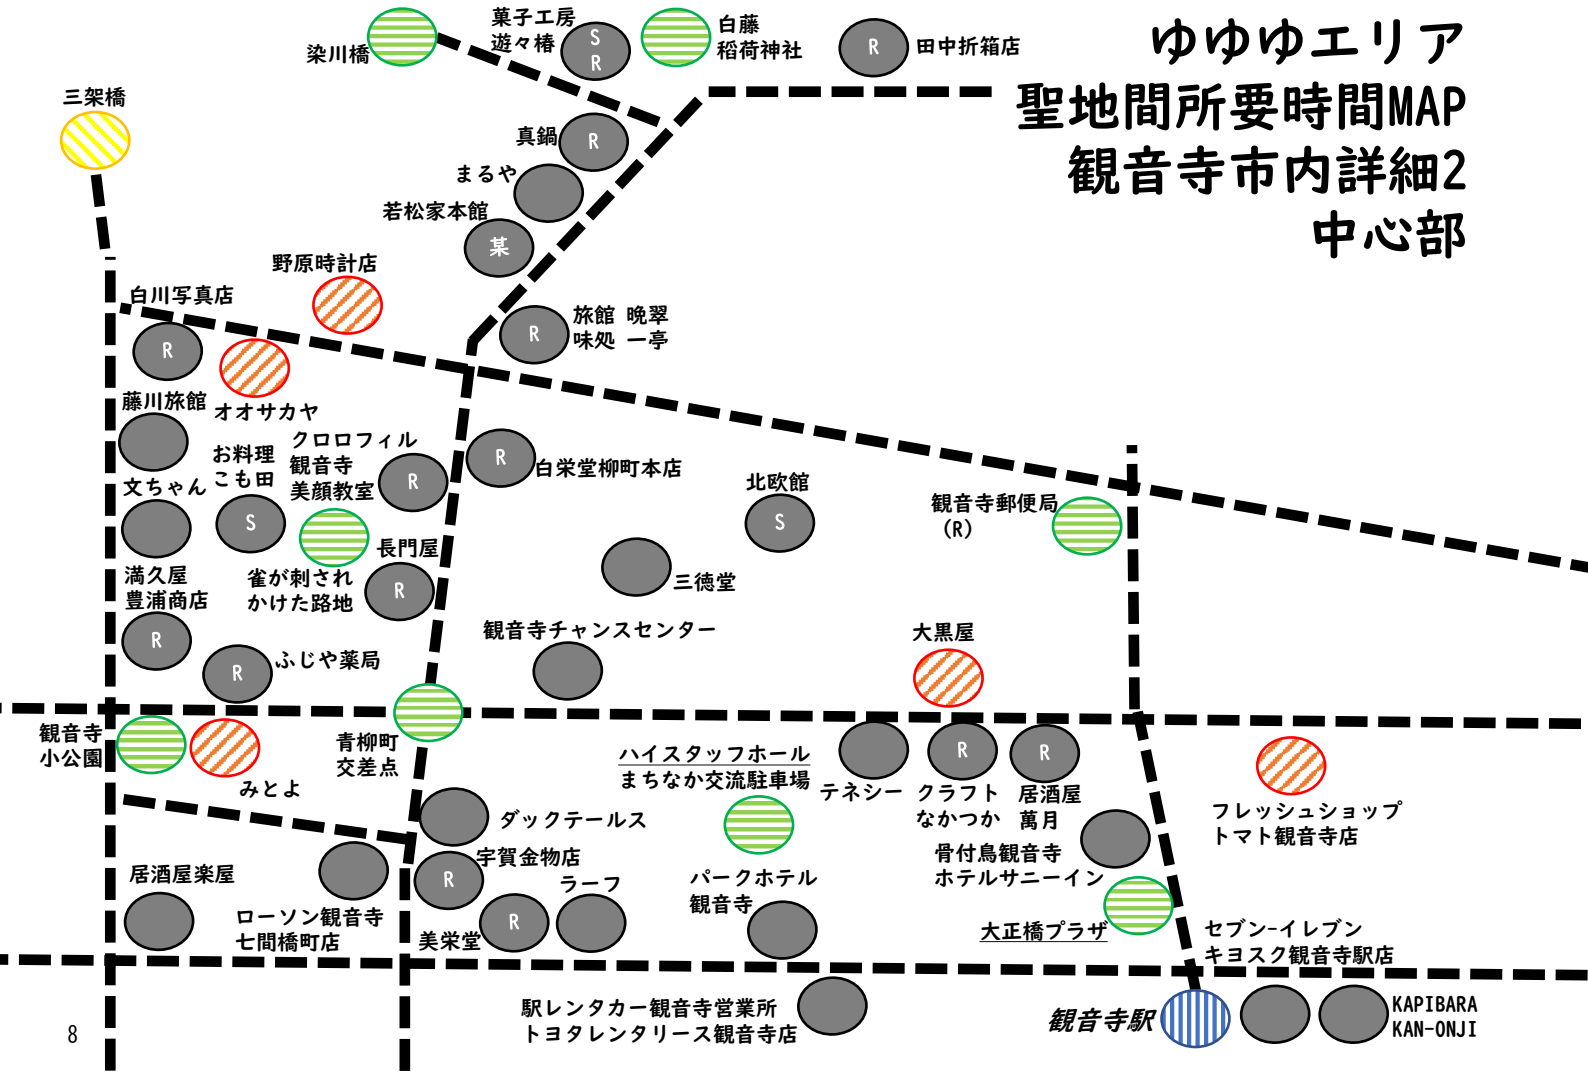 ゆゆゆエリア
聖地間所要時間MAP
観音寺市内詳細2
中心部
染川橋
菓子工房
遊々椿
S
R
白藤
稲荷神社
R
田中折箱店
三架橋
真鍋
R
まるや
若松家本館
某
野原時計店
白川写真店
R
旅館 晩翠
味処 一亭
R
藤川旅館
オオサカヤ
お料理
こも田
S
クロロフィル
観音寺
美顔教室
R
R
白栄堂柳町本店
北欧館
S
観音寺郵便局
(R)
文ちゃん
雀が刺され
かけた路地
長門屋
R
三徳堂
満久屋
豊浦商店
R
ふじや薬局
R
観音寺チャンスセンター
大黒屋
観音寺
小公園
みとよ
青柳町
交差点
ハイスタッフホール
まちなか交流駐車場
テネシー
クラフト
なかつか
R
居酒屋
萬月
R
フレッシュショップ
トマト観音寺店
ダックテールス
宇賀金物店
R
骨付鳥観音寺
ホテルサニーイン
居酒屋楽屋
ローソン観音寺
七間橋町店
美栄堂
R
ラーフ
パークホテル
観音寺
大正橋プラザ
セブン-イレブン
キヨスク観音寺駅店
駅レンタカー観音寺営業所
トヨタレンタリース観音寺店
観音寺駅
KAPIBARA
KAN-ONJI
8